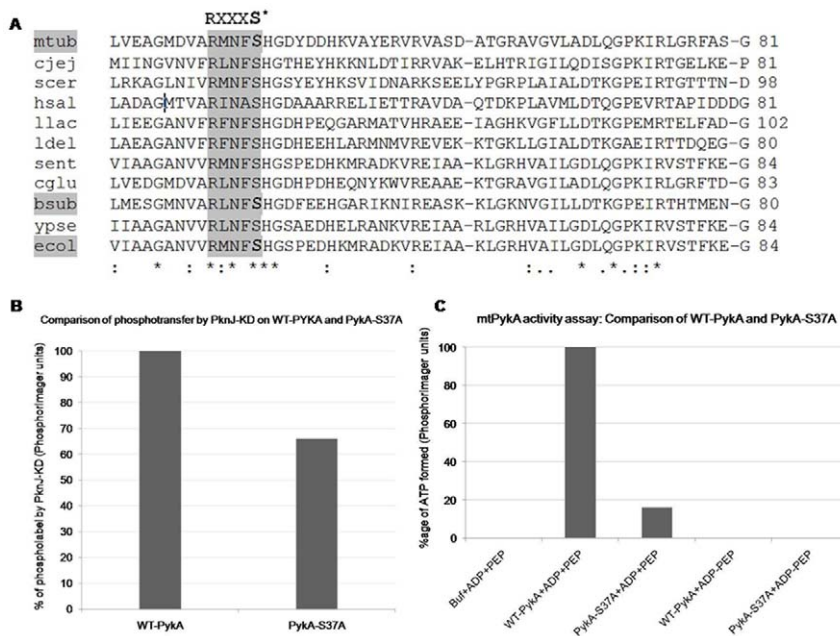 A
RXXXS*
mtub LVEAGMDVARMNFSHGDYDDHKVAYERVRVASD-ATGRAVGVLADLQGPKIRLGRFAS-G 81
cjej MIINGVNVFRLNFSHGTHEYHKKNLDTIRRVAK-ELHTRIGILQDISGPKIRTGELKE-P 81
scer LRKAGLNIVRMNFSHGSYEYHKSVIDNARKSEELYPGRPLAIALDTKGPEIRTGTTTN-D 98
hsal LADAGMTVARINASHGDAAARRELIETTRAVDA-QTDKPLAVMLDTQGPEVRTAPIDDDG 81
llac LIEEGANVFRFNFSHGDHPEQGARMATVHRAEE-IAGHKVGFLLDTKGPEMRTELFAD-G 102
ldel LAEAGANVFRFNFSHGDHEEHLARMNMVREVEK-KTGKLLGIALDTKGAEIRTTDQEG-G 80
sent VIAAGANVVRMNFSHGSPEDHKMRADKVREIAA-KLGRHVAILGDLQGPKIRVSTFKE-G 84
cglu LVEDGMDVARLNFSHGDHPDHEQNYKWVREAAE-KTGRAVGILADLQGPKIRLGRFTD-G 83
bsub LMESGMNVARLNFSHGDFEEHGARIKNIREASK-KLGKNVGILLDTKGPEIRTHTMEN-G 80
ypse IIAAGANVVRMNFSHGSPEDHELRANKVREIAA-RLGRHVAILGDLQGPKIRVSTFKE-G 84
ecol VIAAGANVVRMNFSHGSPEDHKMRADKVREIAA-KLGRHVAILGDLQGPKIRVSTFKE-G 84
: * : *:* *** : : :.. * .*.::*
B
Comparison of phosphotransfer by PknJ-KD on WT-PYKA and PykA-S37A
% of phospholabel by PknJ-KD (Phosphorimager units)
100
90
80
70
60
50
40
30
20
10
0
WT-PykA PykA-S37A
C
mtPykA activity assay: Comparison of WT-PykA and PykA-S37A
%age of ATP formed (Phosphorimager units)
100
80
60
40
20
0
Buf+ADP+PEP
WT-PykA+ADP+PEP
PykA-S37A+ADP+PEP
WT-PykA+ADP-PEP
PykA-S37A+ADP-PEP